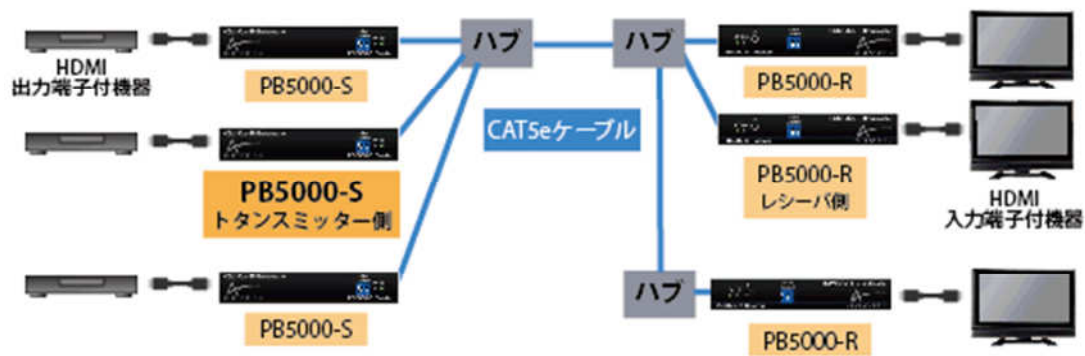 HDMI
出力端子付機器
PB5000-S
PB5000-S
トタンスミッター側
PB5000-S
ハブ
ハブ
CAT5eケーブル
PB5000-R
PB5000-R
レシーバ側
HDMI
入力端子付機器
ハブ
PB5000-R